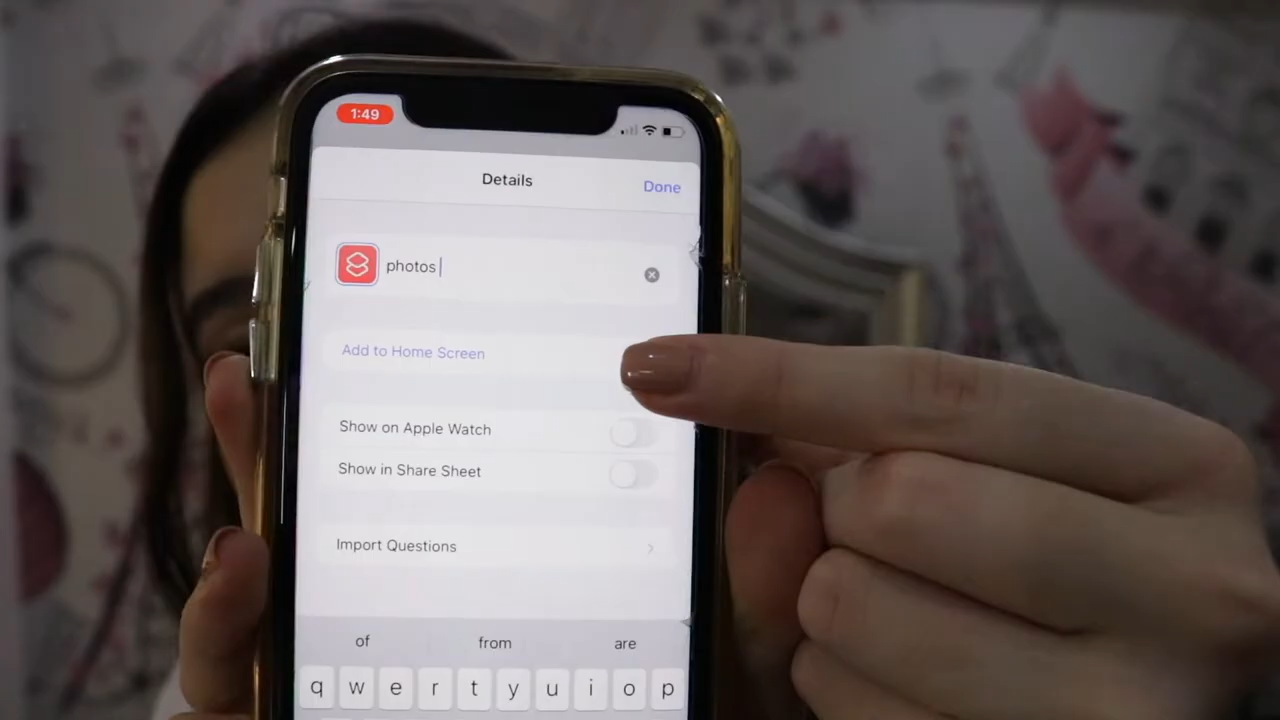 1:49
Details
Done
photos
Add to Home Screen
Show on Apple Watch
Show in Share Sheet
Import Questions
of from are
q w e r t y u i o p